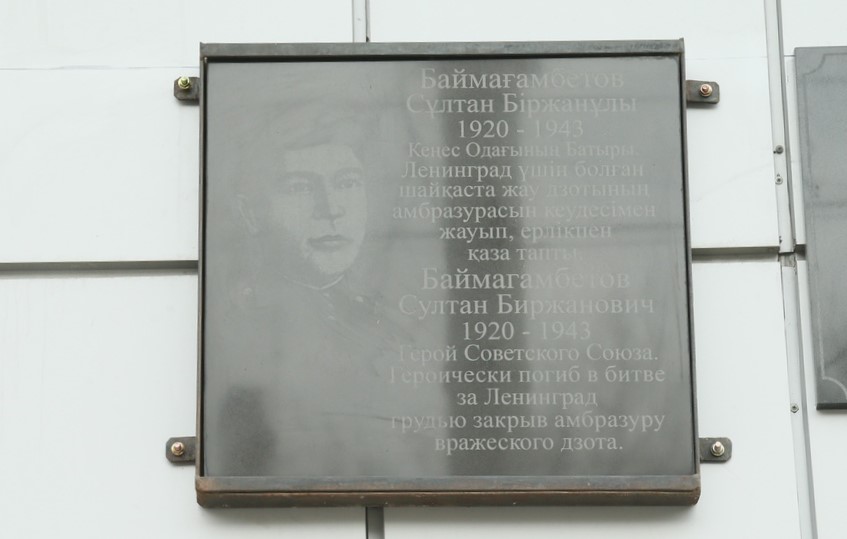 Баймағамбетов
Сұлтан Біржанұлы
1920 - 1943
Кеңес Одағының Батыры.
Ленинград үшін болған
шайқаста жау дзотының
амбразурасын кеудесімен
жауып, ерлікпен
қаза тапты.
Баймагамбетов
Султан Биржанович
1920 - 1943
Герой Советского Союза.
Героически погиб в битве
за Ленинград
грудью закрыв амбразуру
вражеского дзота.